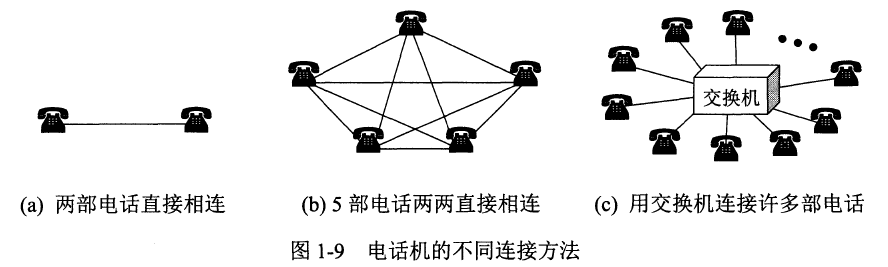 交换机
(a) 两部电话直接相连
(b) 5 部电话两两直接相连
(c) 用交换机连接许多部电话
图 1-9 电话机的不同连接方法